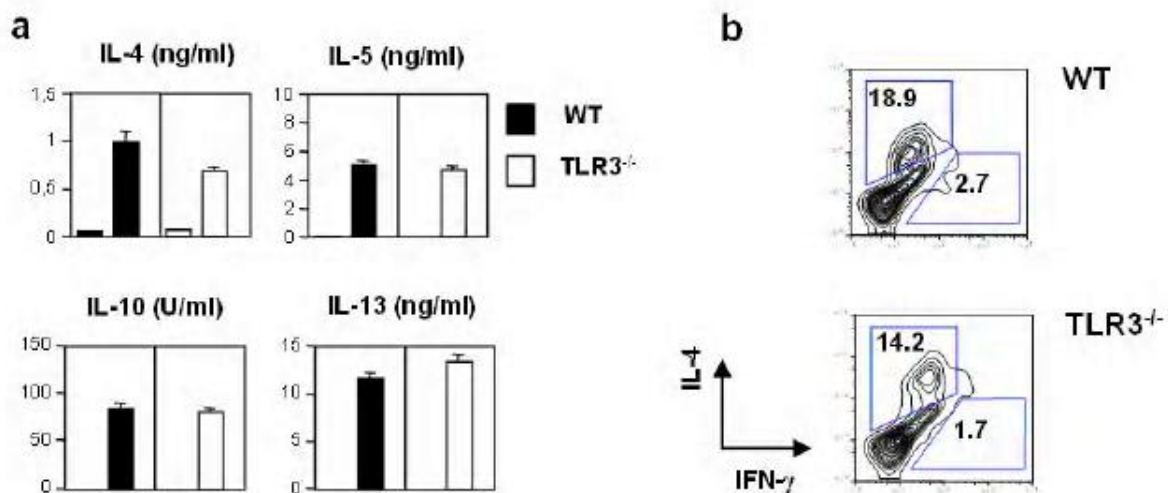 a
IL-4 (ng/ml)
1,5
1
0,5
0
IL-5 (ng/ml)
10
8
6
4
2
0
WT
TLR3-/-
IL-10 (U/ml)
150
100
50
0
IL-13 (ng/ml)
15
10
5
0
b
18.9
2.7
WT
14.2
1.7
TLR3-/-
IL-4
IFN-γ